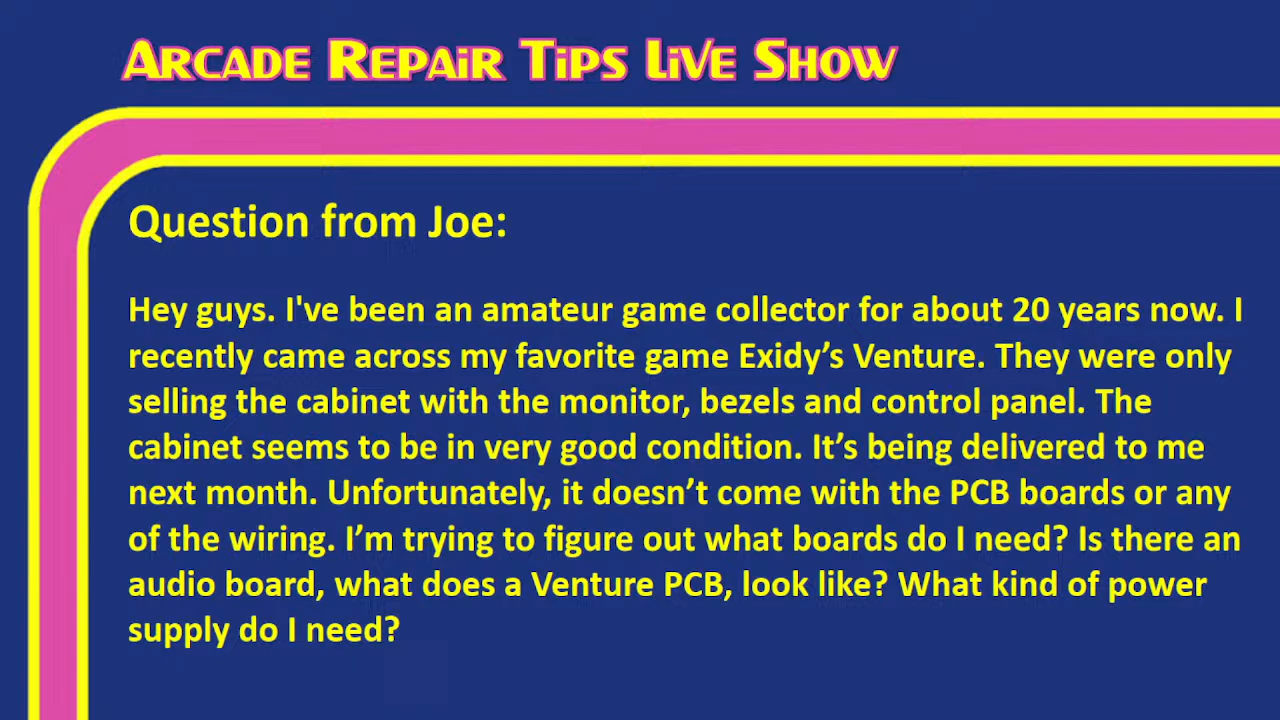 Arcade Repair Tips Live Show
Question from Joe:
Hey guys. I've been an amateur game collector for about 20 years now. I
recently came across my favorite game Exidy’s Venture. They were only
selling the cabinet with the monitor, bezels and control panel. The
cabinet seems to be in very good condition. It’s being delivered to me
next month. Unfortunately, it doesn’t come with the PCB boards or any
of the wiring. I’m trying to figure out what boards do I need? Is there an
audio board, what does a Venture PCB, look like? What kind of power
supply do I need?